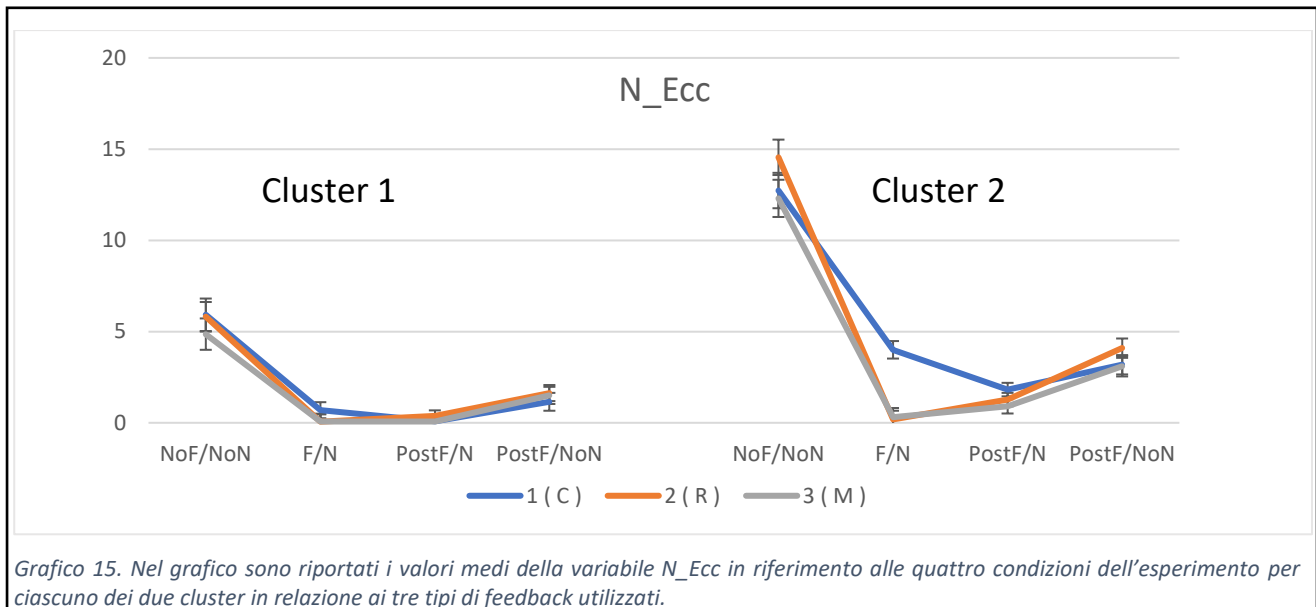 N_Ecc
20
15
10
5
0
Cluster 1
Cluster 2
NoF/NoN F/N PostF/N PostF/NoN NoF/NoN F/N PostF/N PostF/NoN
1 ( C ) 2 ( R ) 3 ( M )
Grafico 15. Nel grafico sono riportati i valori medi della variabile N_Ecc in riferimento alle quattro condizioni dell'esperimento per
ciascuno dei due cluster in relazione ai tre tipi di feedback utilizzati.